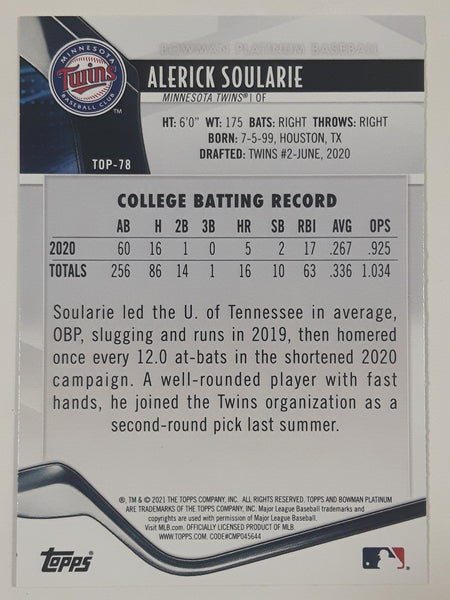 BOWMAN PLATINUM BASEBALL
MINNESOTA
Twins
BASEBALL CLUB
TM
ALERICK SOULARIE
MINNESOTA TWINS® | OF
TOP-78
HT: 6'0" WT: 175 BATS: RIGHT THROWS: RIGHT
BORN: 7-5-99, HOUSTON, TX
DRAFTED: TWINS #2-JUNE, 2020
COLLEGE BATTING RECORD
AB H 2B 3B HR SB RBI AVG OPS
2020 60 16 1 0 5 2 17 .267 .925
TOTALS 256 86 14 1 16 10 63 .336 1.034
Soularie led the U. of Tennessee in average,
OBP, slugging and runs in 2019, then homered
once every 12.0 at-bats in the shortened 2020
campaign. A well-rounded player with fast
hands, he joined the Twins organization as a
second-round pick last summer.
®, TM & © 2021 THE TOPPS COMPANY, INC. ALL RIGHTS RESERVED. TOPPS AND BOWMAN PLATINUM
ARE TRADEMARKS OF THE TOPPS COMPANY, INC. Major League Baseball trademarks and
copyrights are used with permission of Major League Baseball.
Visit MLB.com. OFFICIALLY LICENSED PRODUCT OF MLB
WWW.TOPPS.COM. CODE#CMP045644
Topps